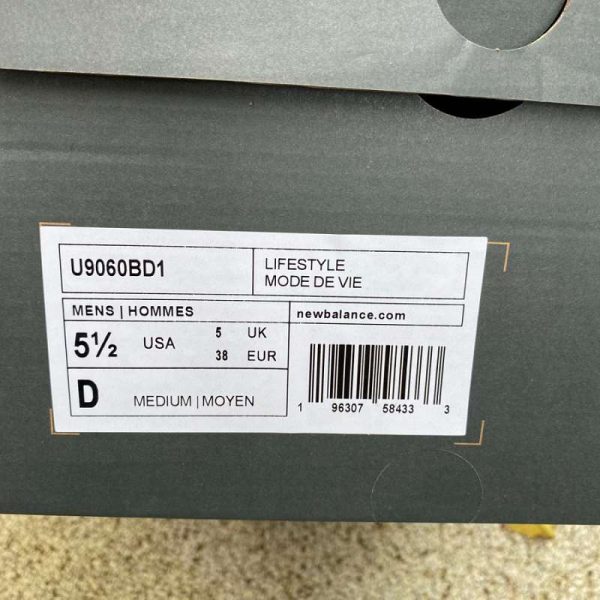 U9060BD1
LIFESTYLE
MODE DE VIE
MENS | HOMMES
newbalance.com
5½ USA 5 UK
38 EUR
D MEDIUM | MOYEN
1 96307 58433 3